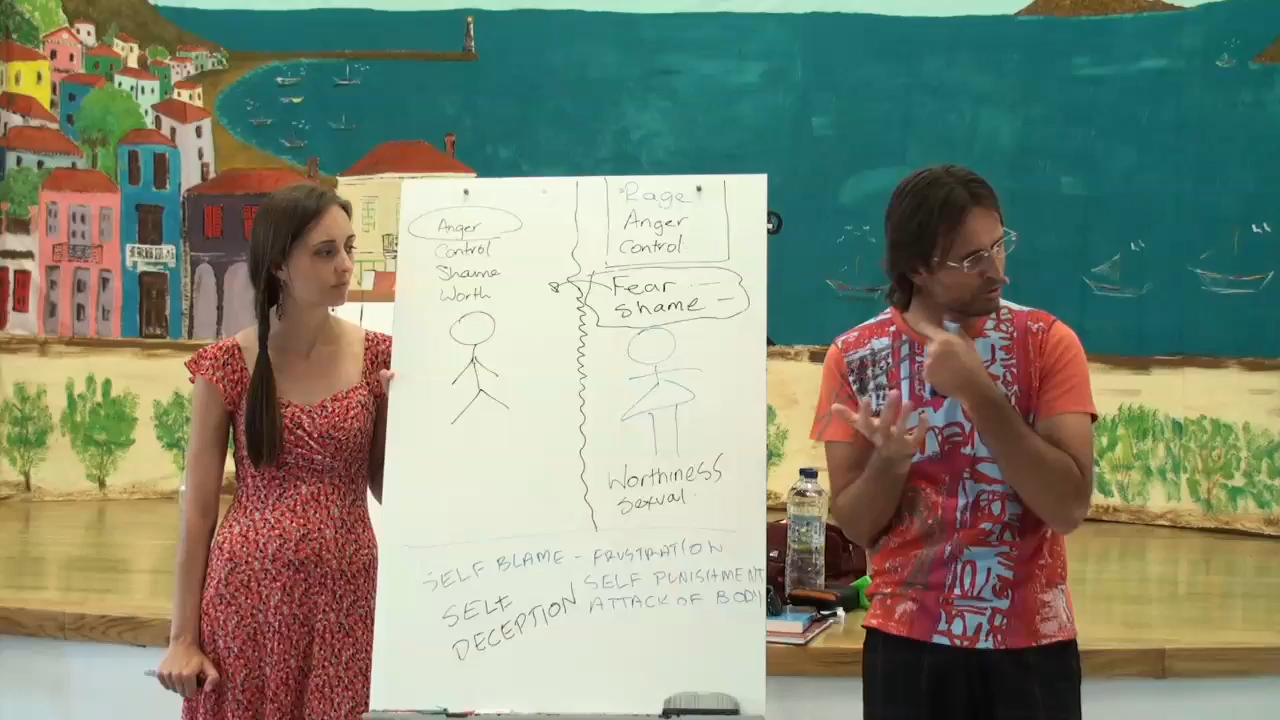 Anger
Control
Shame
Worth
Rage
Anger
Control
Fear
Shame
Worthiness
Sexual
SELF BLAME - FRUSTRATION
SELF DECEPTION
SELF PUNISHMENT
ATTACK OF BODY